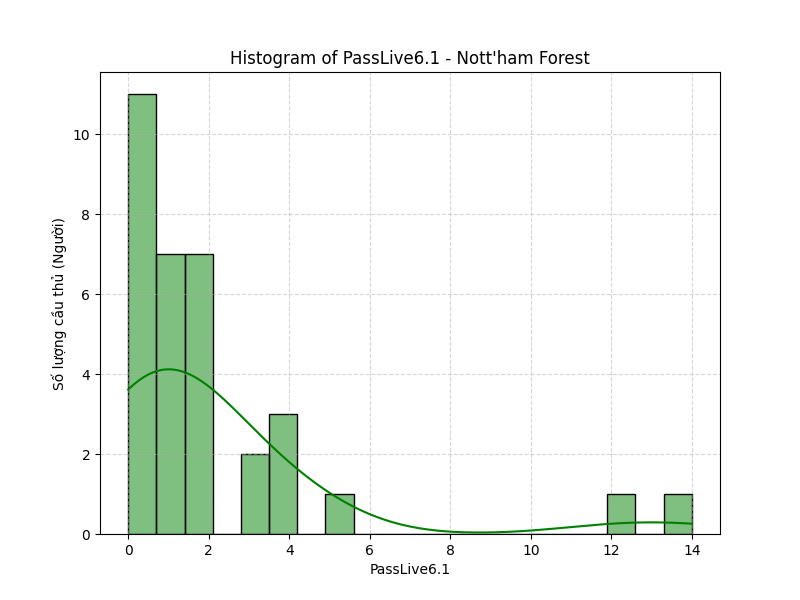 Histogram of PassLive6.1 - Nott'ham Forest
10
8
6
4
2
0
Số lượng cầu thủ (Người)
0 2 4 6 8 10 12 14
PassLive6.1